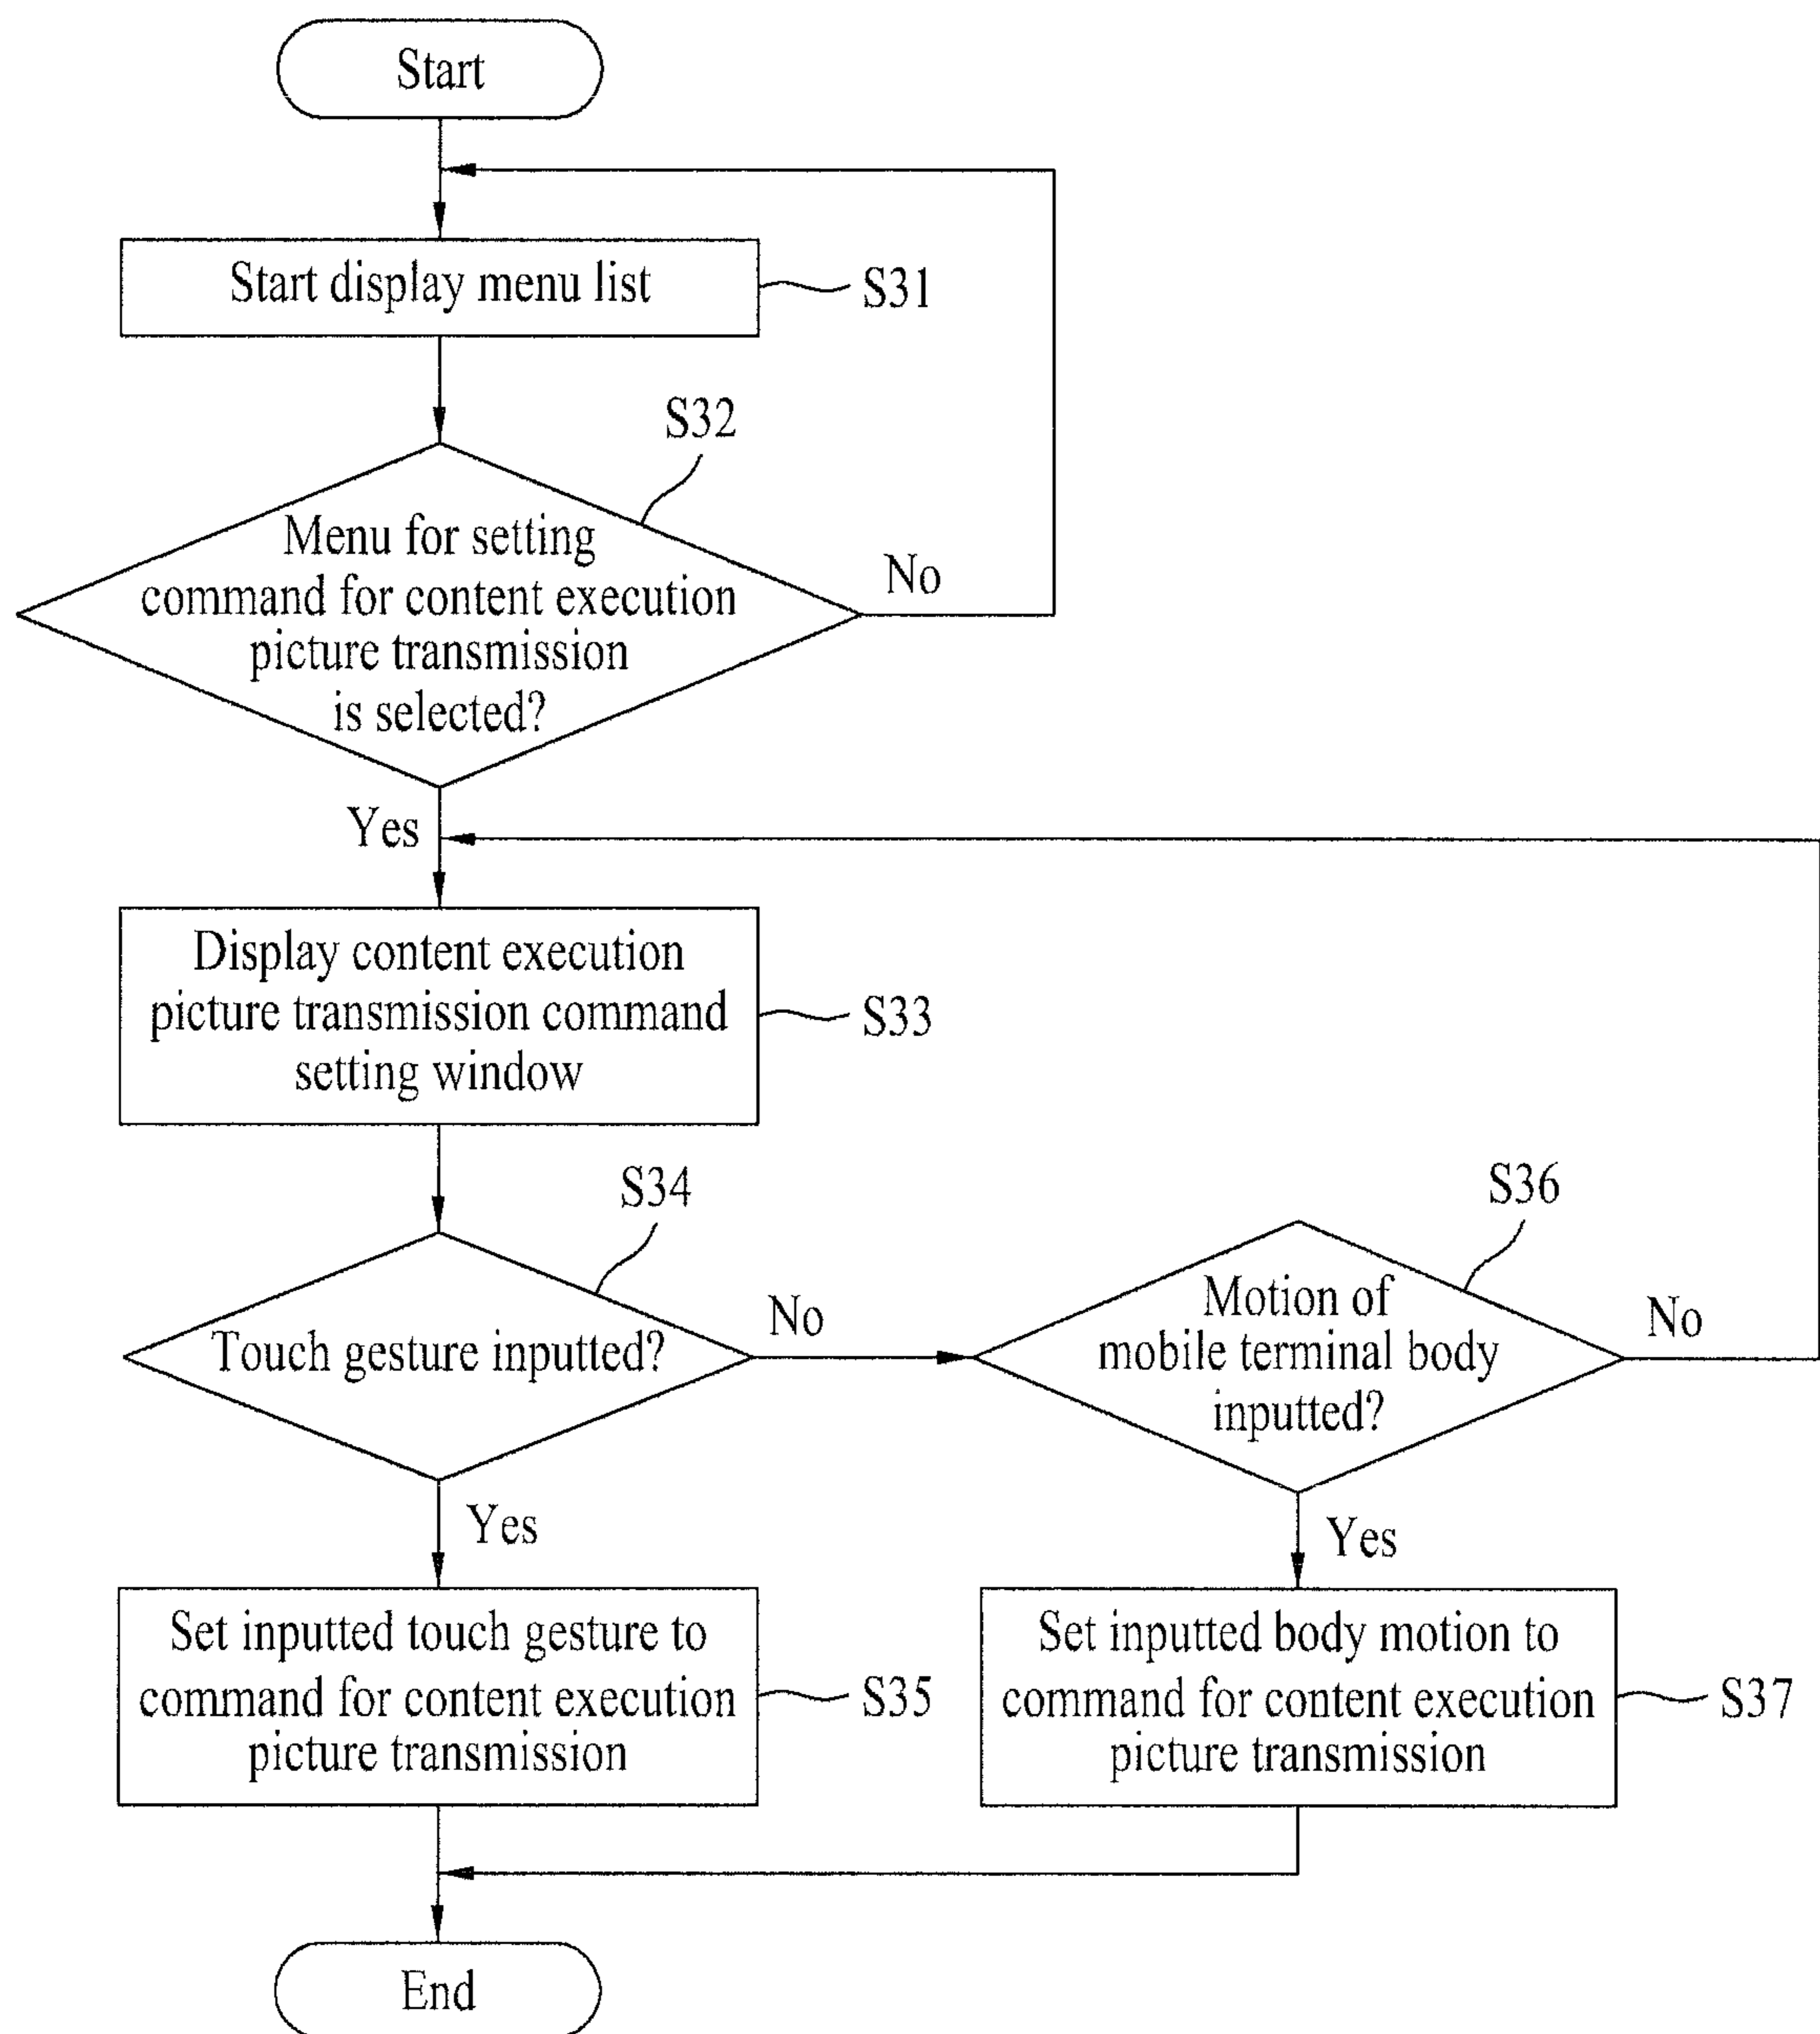 Start
Start display menu list
S31
S32
Menu for setting
command for content execution
picture transmission
is selected?
No
Yes
Display content execution
picture transmission command
setting window
S33
S34
Touch gesture inputted?
No
S36
Motion of
mobile terminal body
inputted?
No
Yes
Yes
Set inputted touch gesture to
command for content execution
picture transmission
S35
Set inputted body motion to
command for content execution
picture transmission
S37
End